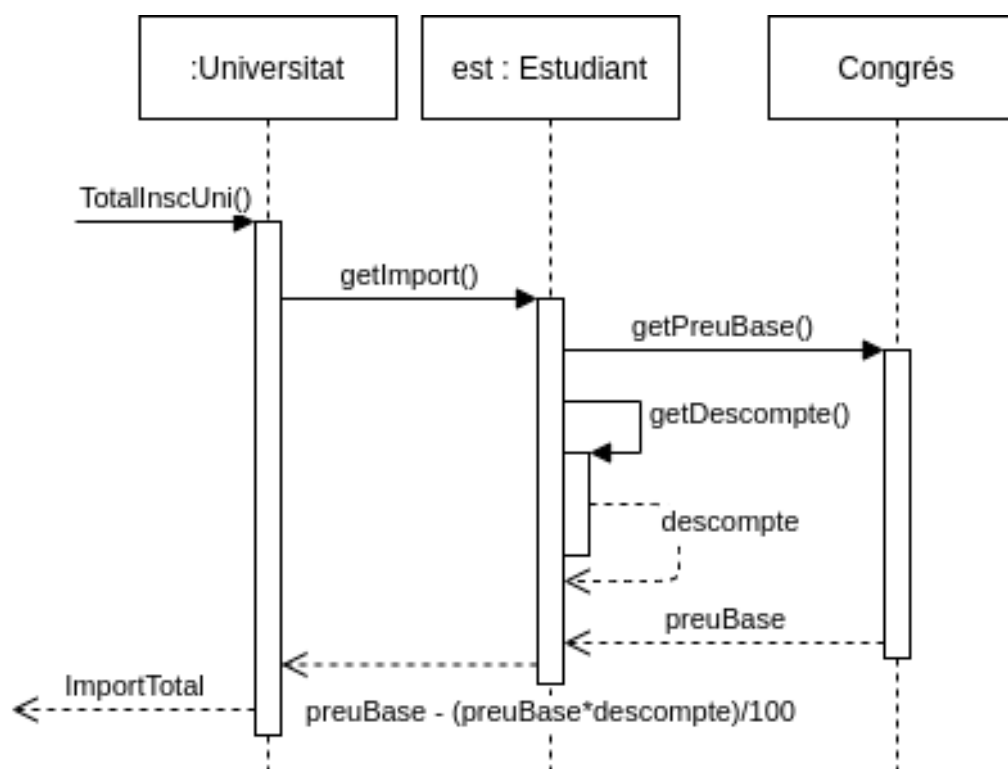 :Universitat
est : Estudiant
Congrés
TotalInscUni()
getImport()
getPreuBase()
getDescompte()
descompte
preuBase
ImportTotal
preuBase - (preuBase*descompte)/100